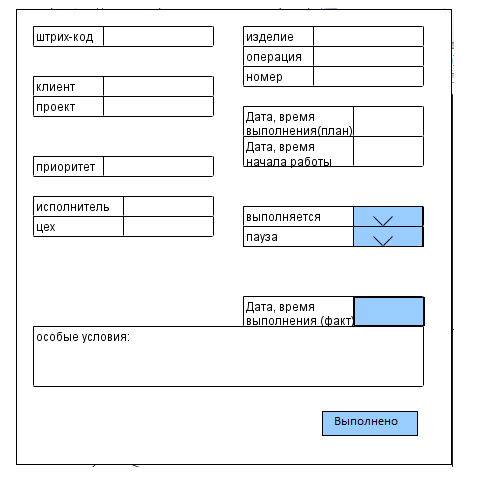 штрих-код
изделие
операция
номер
клиент
проект
Дата, время
выполнения(план)
Дата, время
начала работы
приоритет
исполнитель
цех
выполняется
пауза
Дата, время
выполнения (факт)
особые условия:
Выполнено